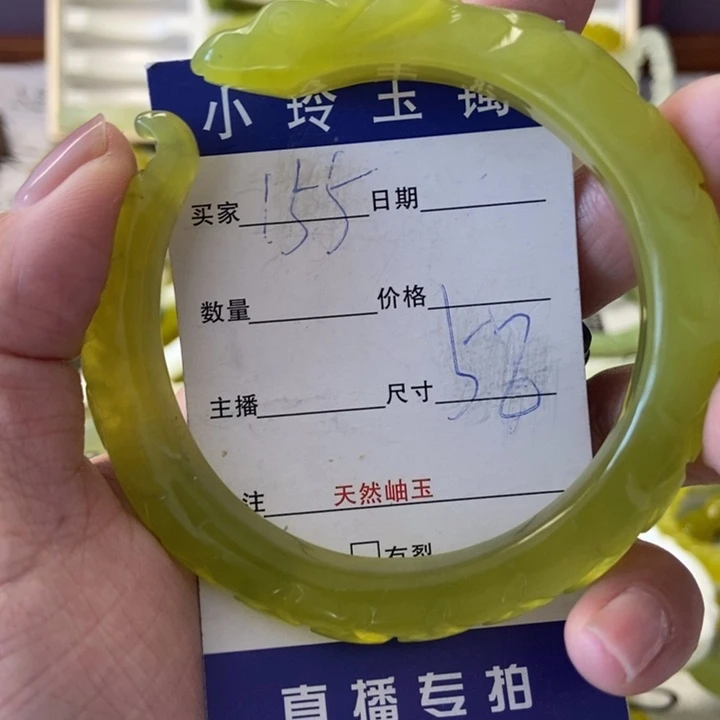 小玲玉镯
买家 155 日期
数量 价格
主播 尺寸 58
注 天然岫玉
□有裂
直播专拍